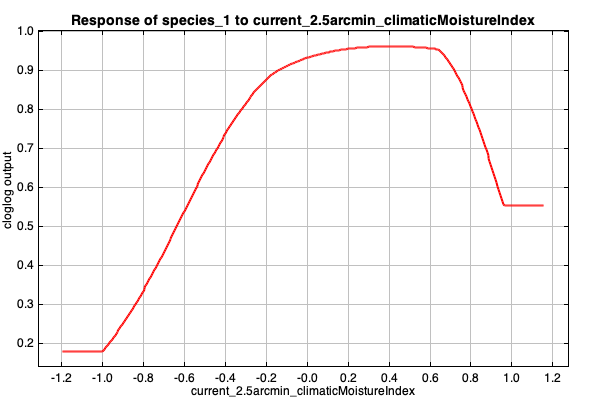 Response of species_1 to current_2.5arcmin_climaticMoistureIndex
1.0
0.9
0.8
0.7
0.6
0.5
0.4
0.3
0.2
cloglog output
-1.2 -1.0 -0.8 -0.6 -0.4 -0.2 -0.0 0.2 0.4 0.6 0.8 1.0 1.2
current_2.5arcmin_climaticMoistureIndex